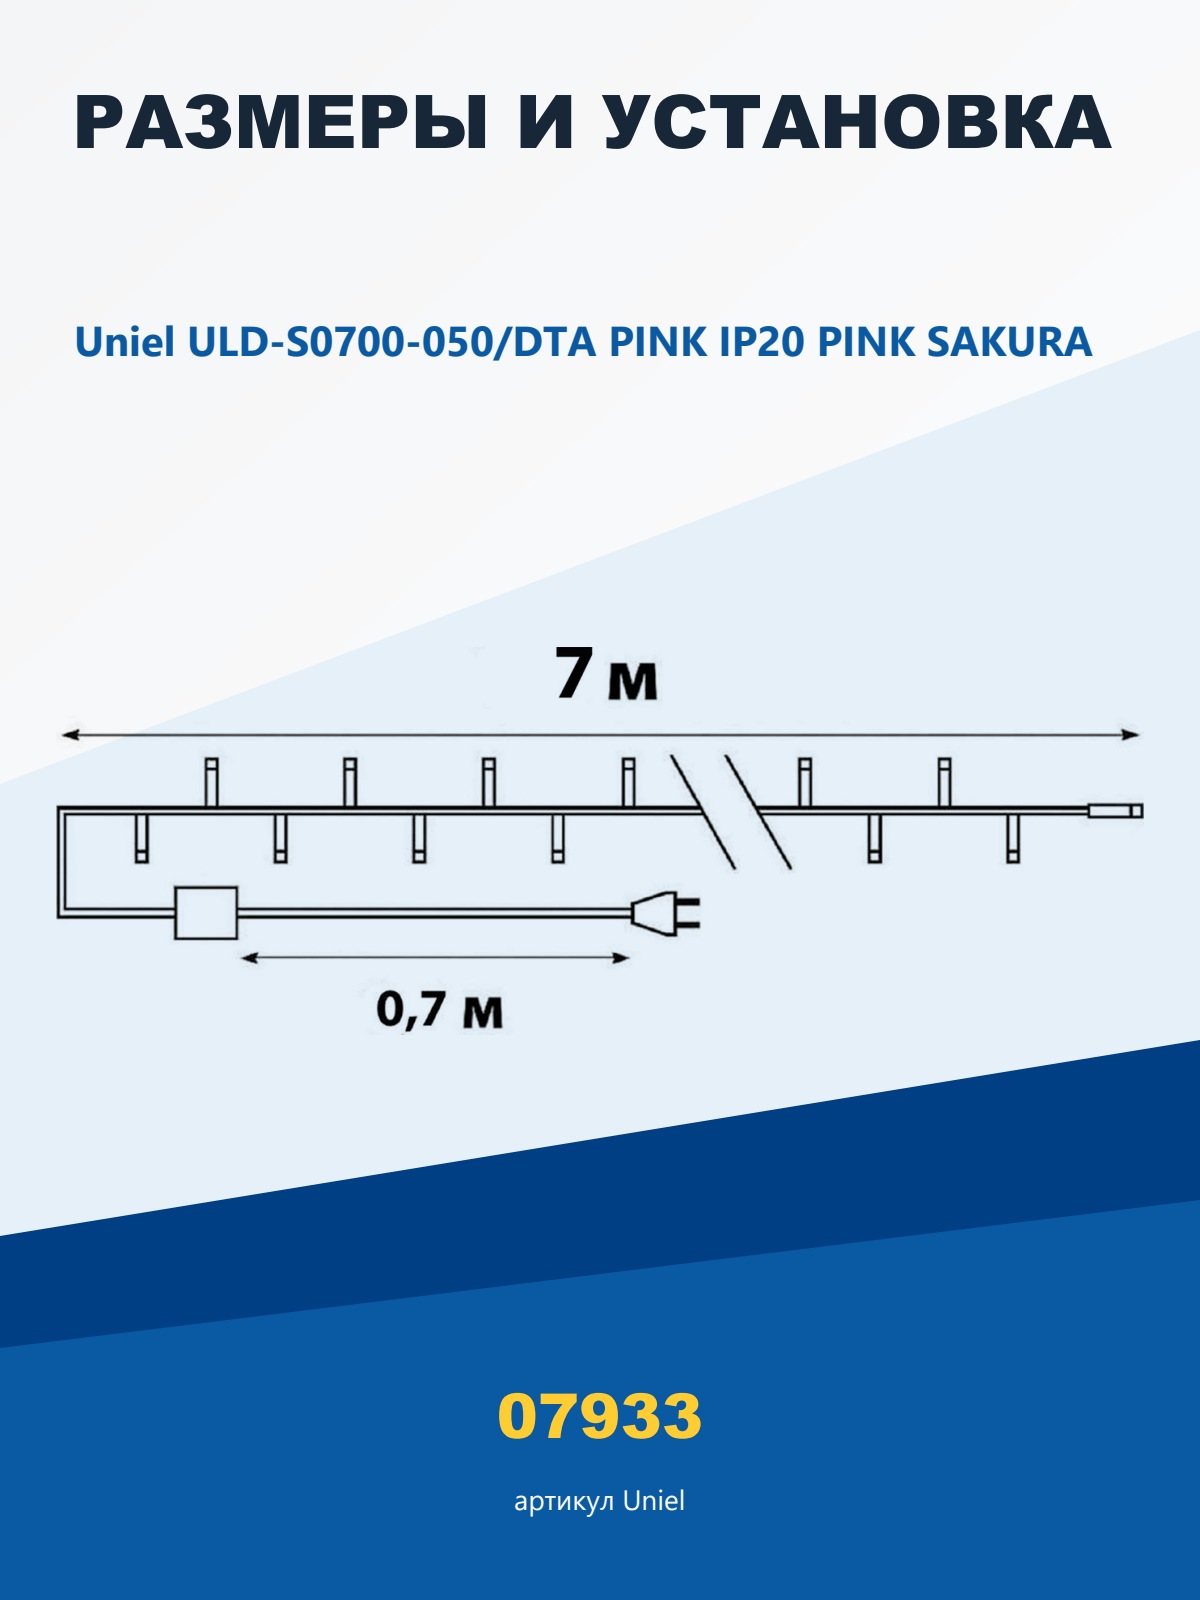 РАЗМЕРЫ И УСТАНОВКА
Uniel ULD-S0700-050/DTA PINK IP20 PINK SAKURA
7 м
0,7 м
07933
артикул Uniel